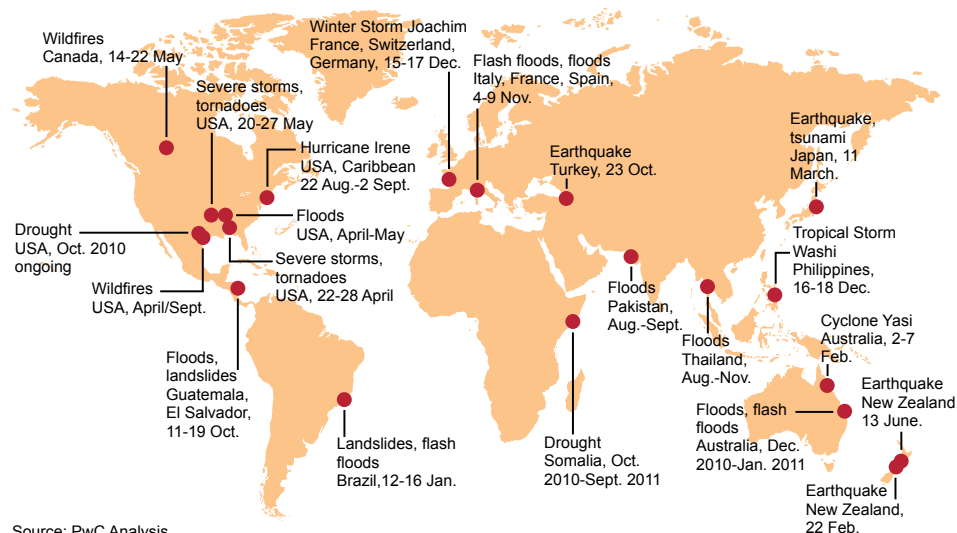 Wildfires
Canada, 14-22 May
Severe storms,
tornadoes
USA, 20-27 May
Hurricane Irene
USA, Caribbean
22 Aug.-2 Sept.
Floods
USA, April-May
Severe storms,
tornadoes
USA, 22-28 April
Drought
USA, Oct. 2010
ongoing
Wildfires
USA, April/Sept.
Floods,
landslides
Guatemala,
El Salvador,
11-19 Oct.
Landslides, flash
floods
Brazil,12-16 Jan.
Winter Storm Joachim
France, Switzerland,
Germany, 15-17 Dec.
Flash floods, floods
Italy, France, Spain,
4-9 Nov.
Earthquake
Turkey, 23 Oct.
Earthquake,
tsunami
Japan, 11
March.
Tropical Storm
Washi
Philippines,
16-18 Dec.
Floods
Pakistan,
Aug.-Sept.
Floods
Thailand,
Aug.-Nov.
Drought
Somalia, Oct.
2010-Sept. 2011
Cyclone Yasi
Australia, 2-7
Feb.
Floods, flash
floods
Australia, Dec.
2010-Jan. 2011
Earthquake
New Zealand
13 June.
Earthquake
New Zealand,
22 Feb.
Source: PwC Analysis